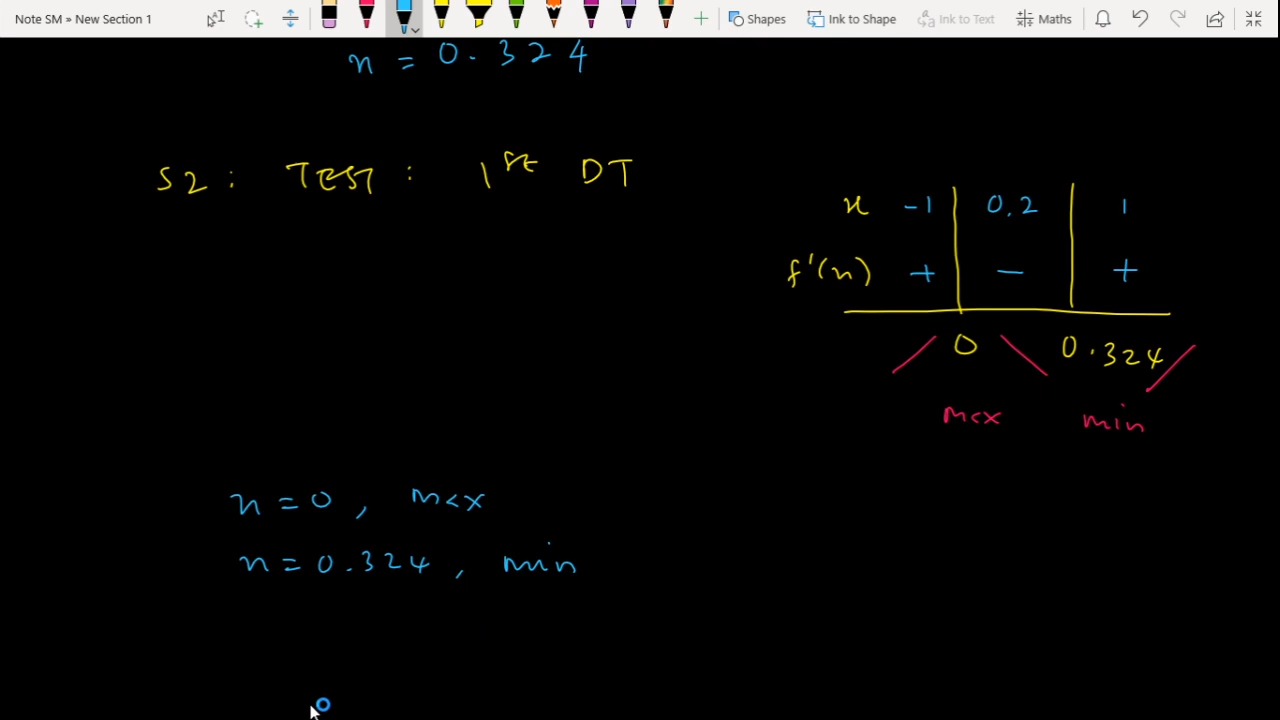 Note SM » New Section 1
Shapes
Ink to Shape
Ink to Text
Maths
x = 0.324
S2 : TEST : 1st DT
x -1 0.2 1
f'(x) + - +
0 0.324
max min
x = 0 , max
x = 0.324 , min